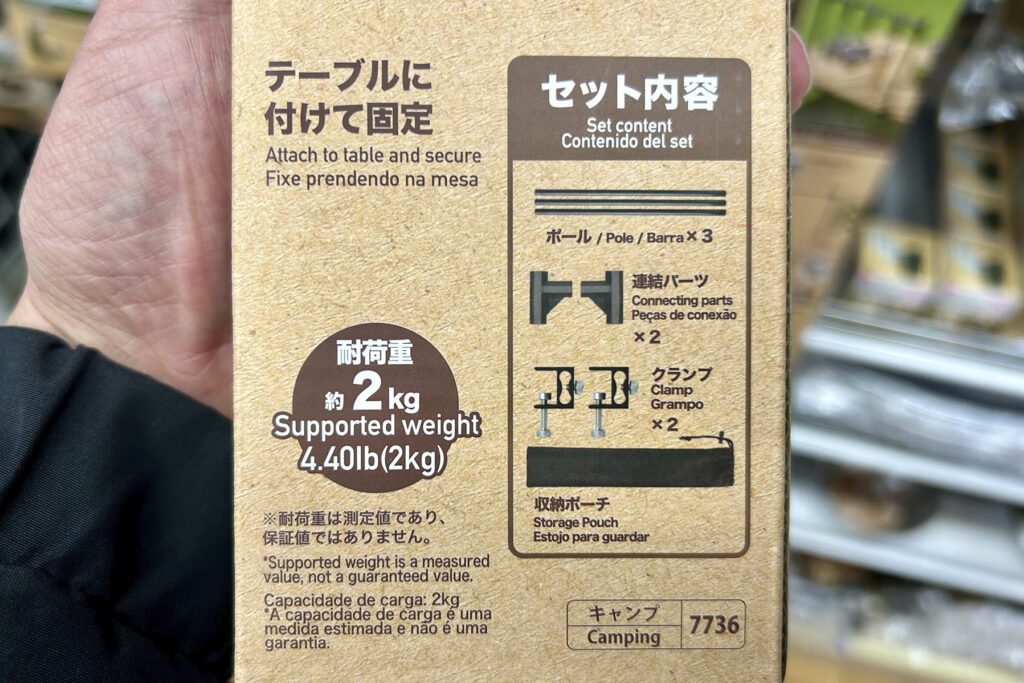 テーブルに
付けて固定
Attach to table and secure
Fixe prendendo na mesa
耐荷重
約2kg
Supported weight
4.40lb(2kg)
※耐荷重は測定値であり、
保証値ではありません。
*Supported weight is a measured
value, not a guaranteed value.
Capacidade de carga: 2kg
*A capacidade de carga é uma
medida estimada e não é uma
garantia.
セット内容
Set content
Contenido del set
ポール / Pole / Barra×3
連結パーツ
Connecting parts
Peças de conexão
×2
クランプ
Clamp
Grampo
×2
収納ポーチ
Storage Pouch
Estojo para guardar
キャンプ
Camping
7736